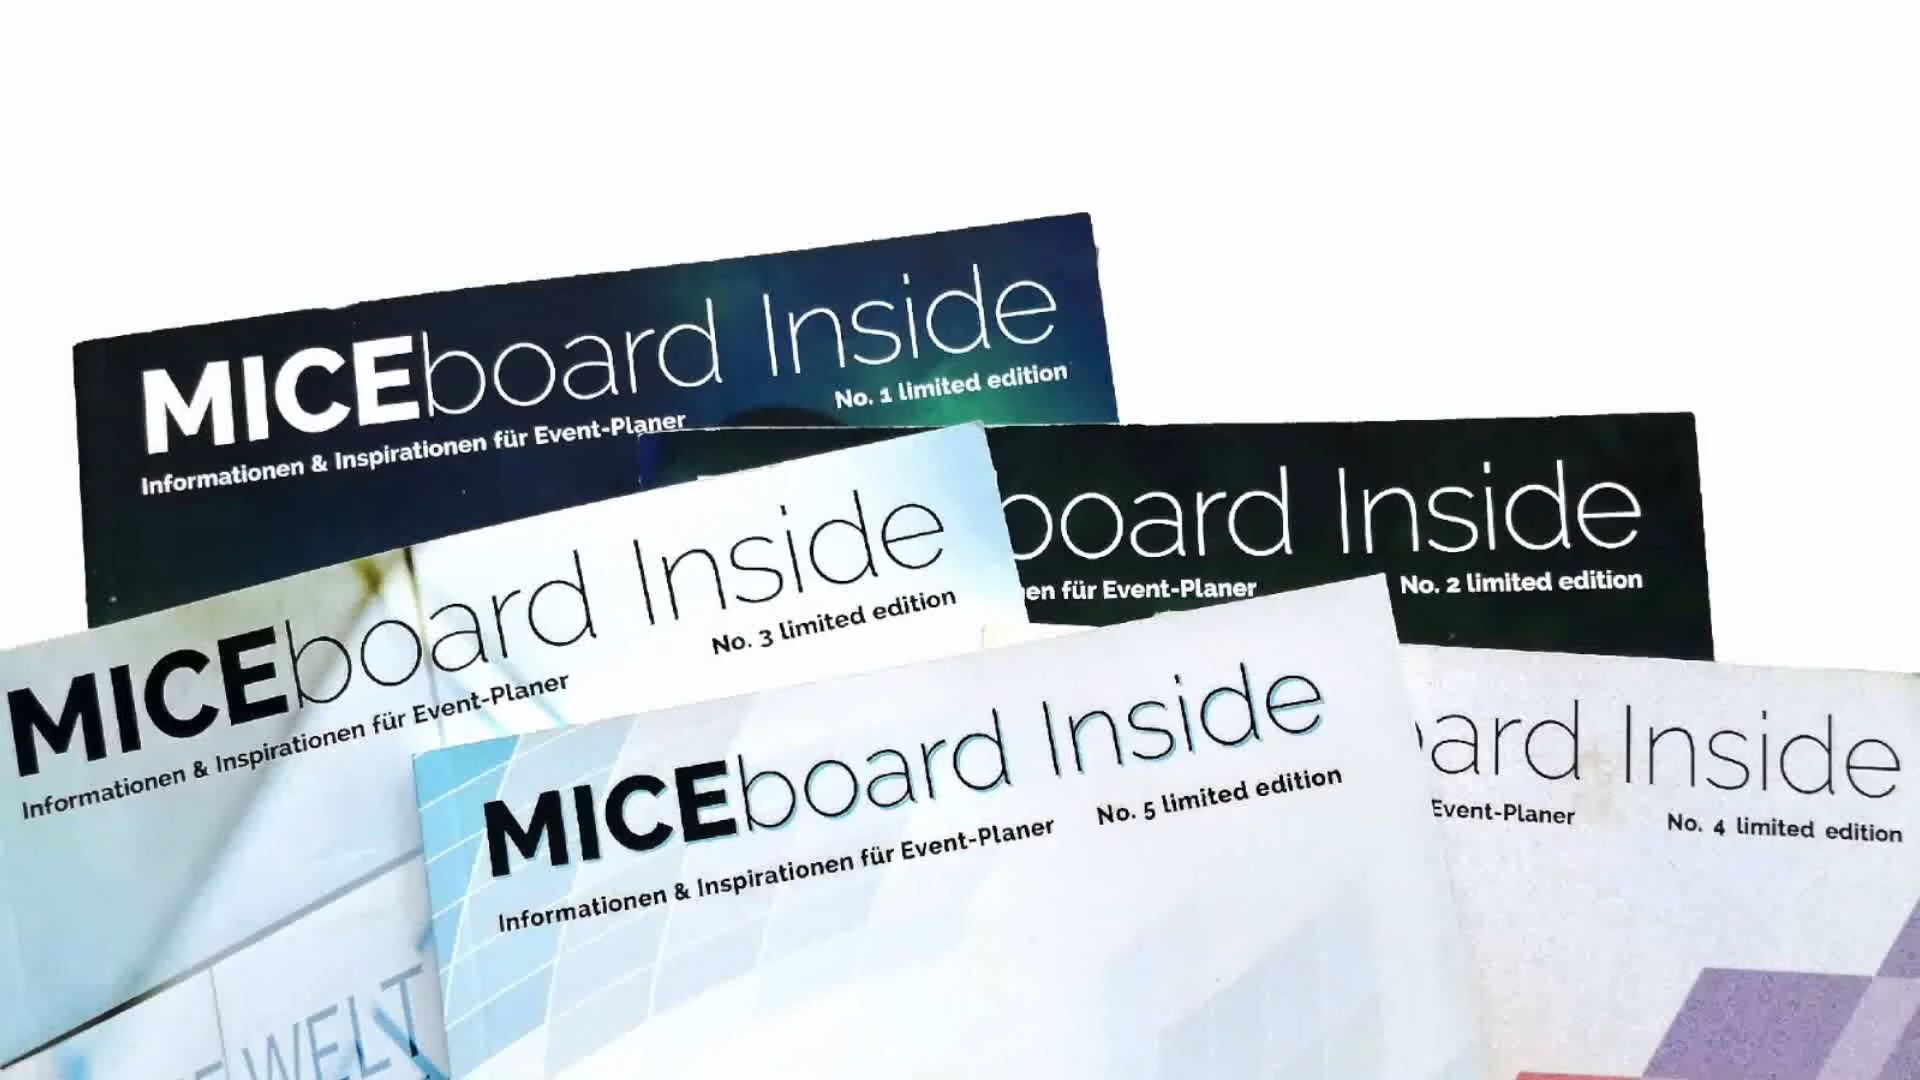 MICEboard Inside
No. 1 limited edition
Informationen & Inspirationen für Event-Planer
board Inside
en für Event-Planer
No. 2 limited edition
MICEboard Inside
No. 3 limited edition
Informationen & Inspirationen für Event-Planer
MICEboard Inside
No. 5 limited edition
Informationen & Inspirationen für Event-Planer
ard Inside
Event-Planer
No. 4 limited edition
WELT